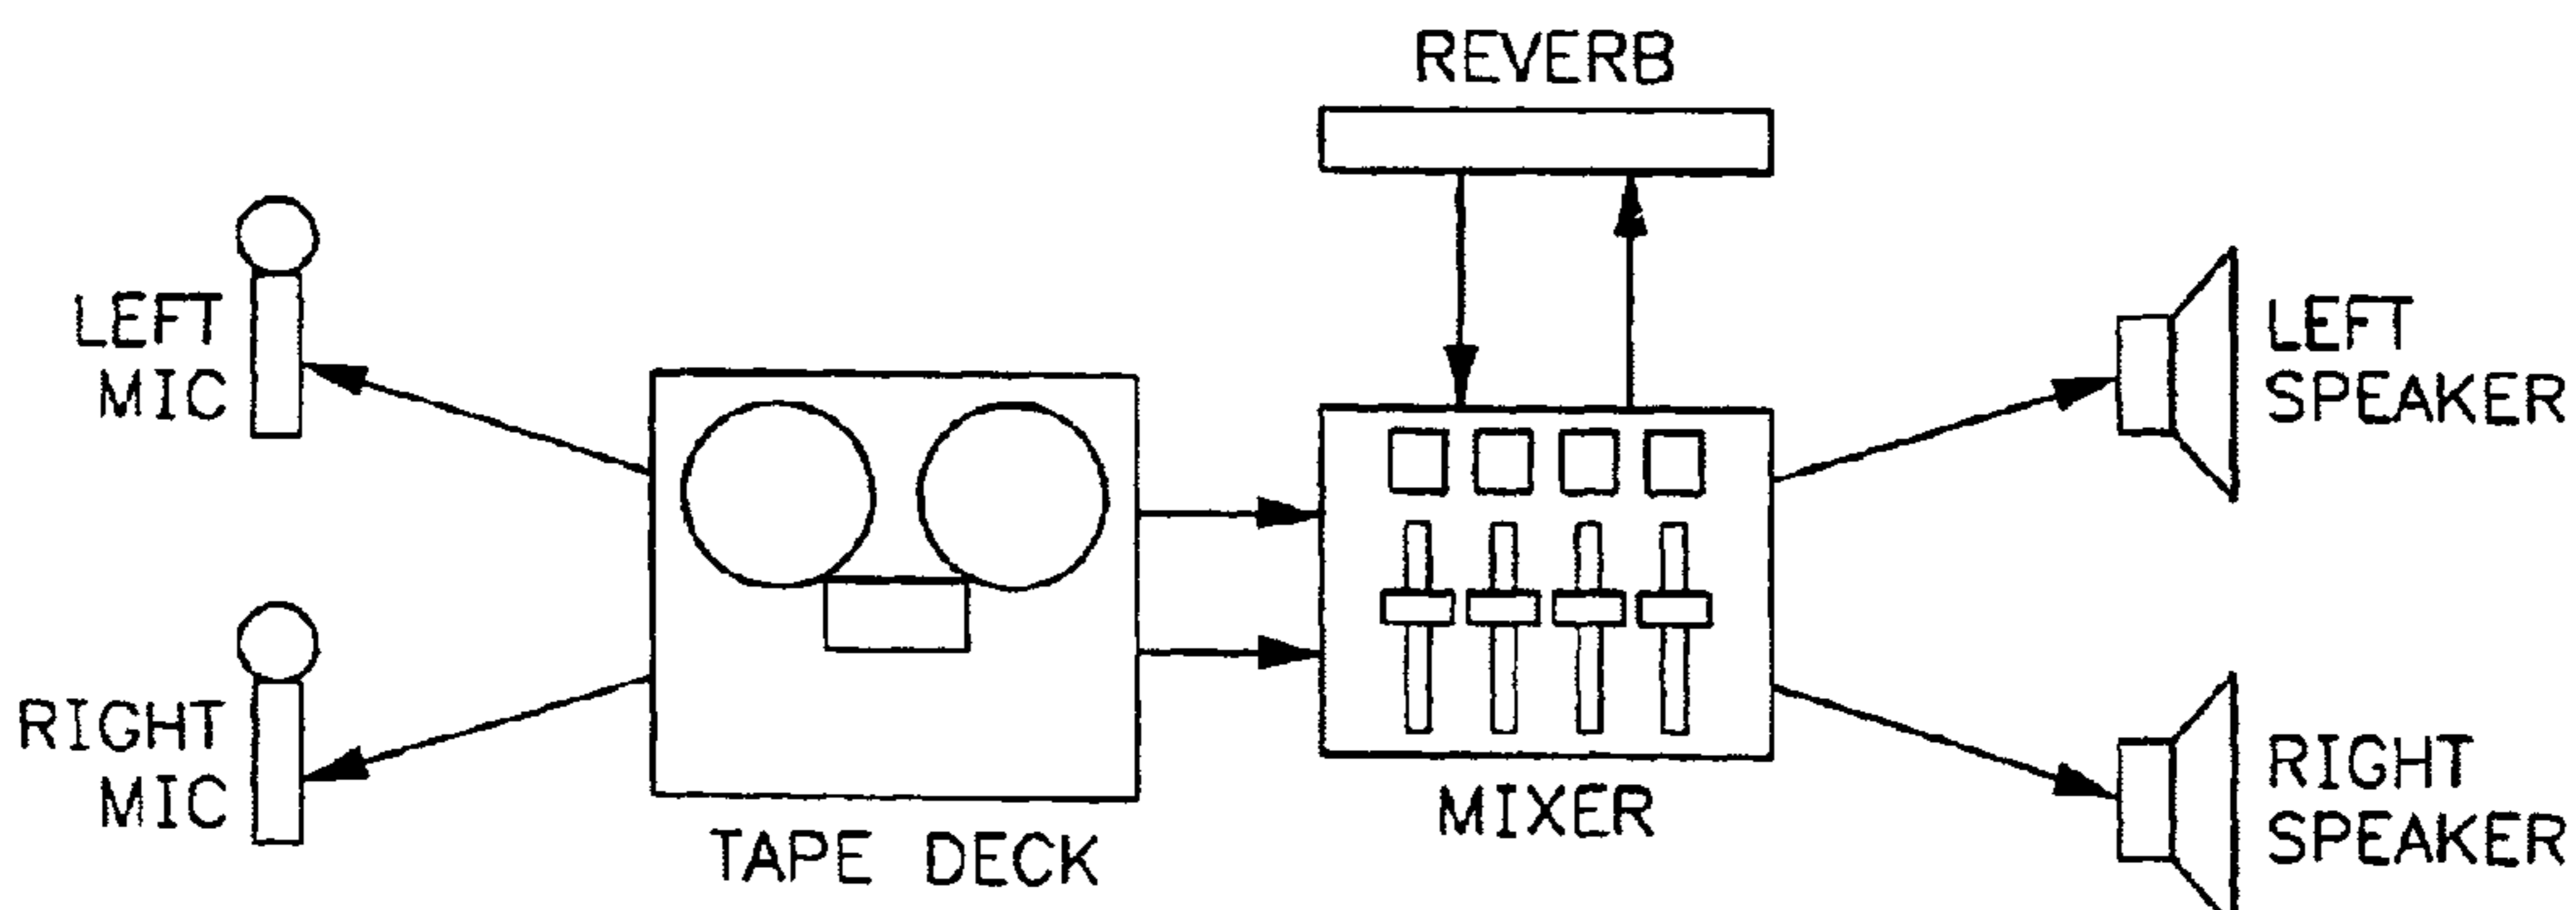 REVERB
LEFT
MIC
LEFT
SPEAKER
RIGHT
MIC
TAPE DECK
MIXER
RIGHT
SPEAKER